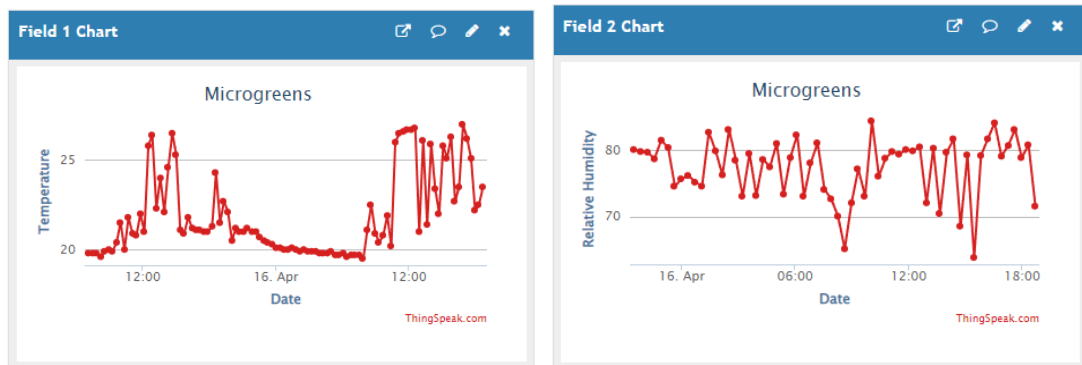 Field 1 Chart
Microgreens
Temperature
25
20
12:00
16. Apr
12:00
Date
ThingSpeak.com
Field 2 Chart
Microgreens
Relative Humidity
80
70
16. Apr
06:00
12:00
18:00
Date
ThingSpeak.com